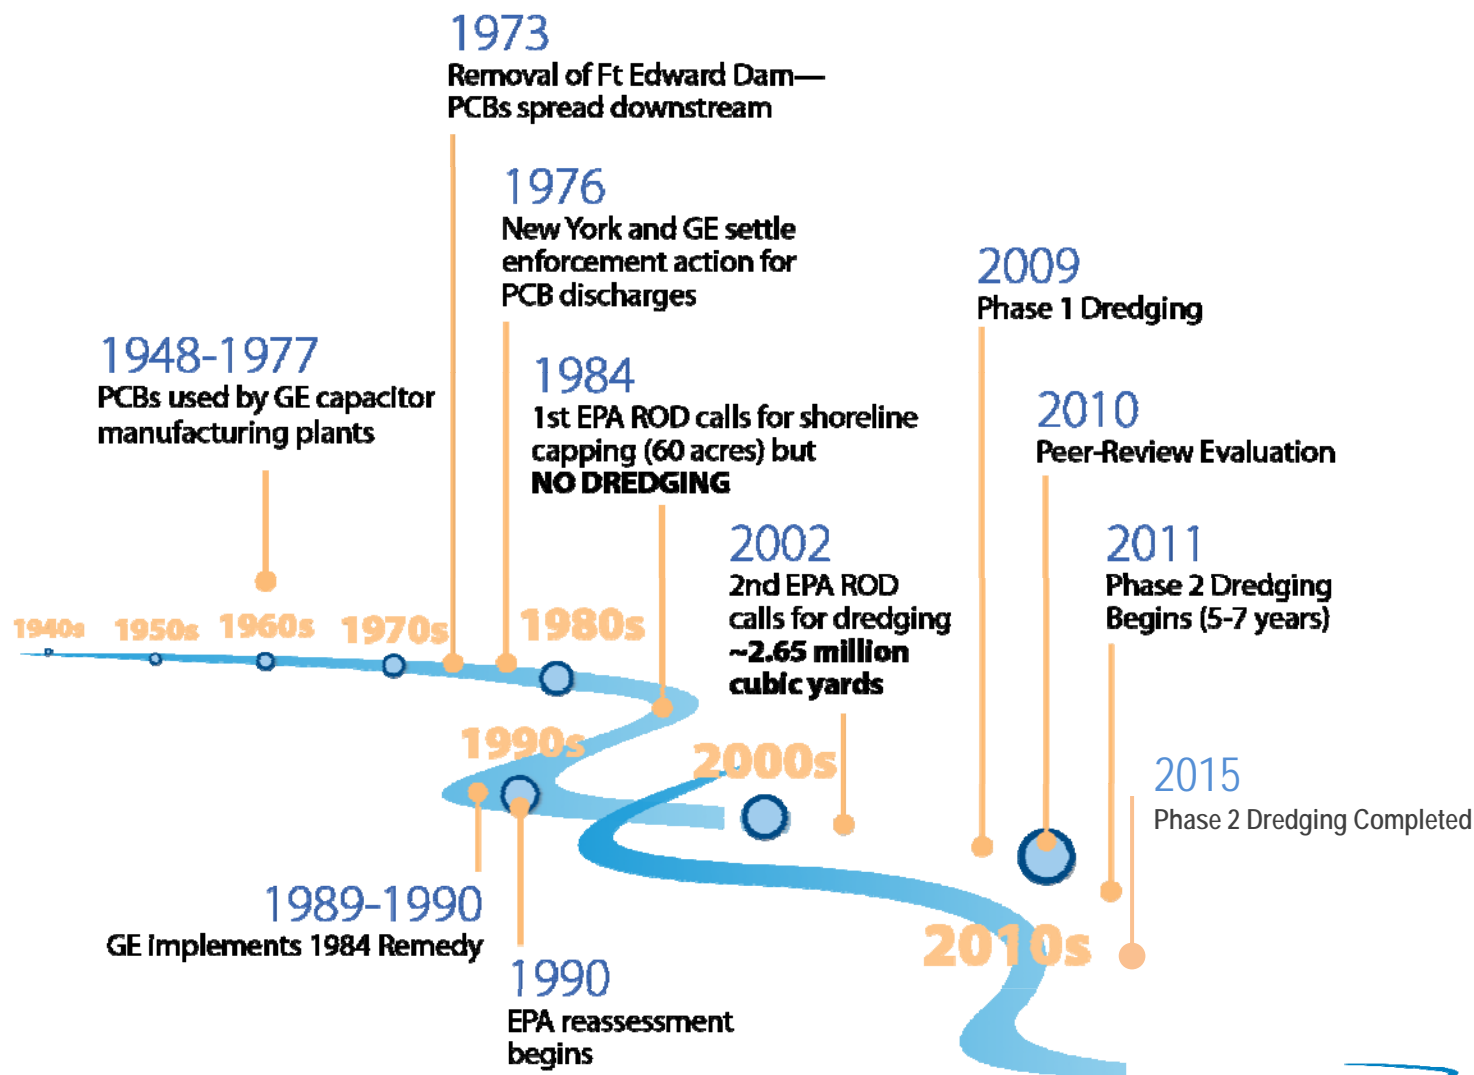 1973
Removal of Ft Edward Dam—
PCBs spread downstream
1976
New York and GE settle
enforcement action for
PCB discharges
2009
Phase 1 Dredging
1948-1977
PCBs used by GE capacitor
manufacturing plants
1984
1st EPA ROD calls for shoreline
capping (60 acres) but
NO DREDGING
2010
Peer-Review Evaluation
2002
2nd EPA ROD
calls for dredging
~2.65 million
cubic yards
2011
Phase 2 Dredging
Begins (5-7 years)
1940s
1950s
1960s
1970s
1980s
1990s
2000s
2015
Phase 2 Dredging Completed
1989-1990
GE implements 1984 Remedy
2010s
1990
EPA reassessment
begins